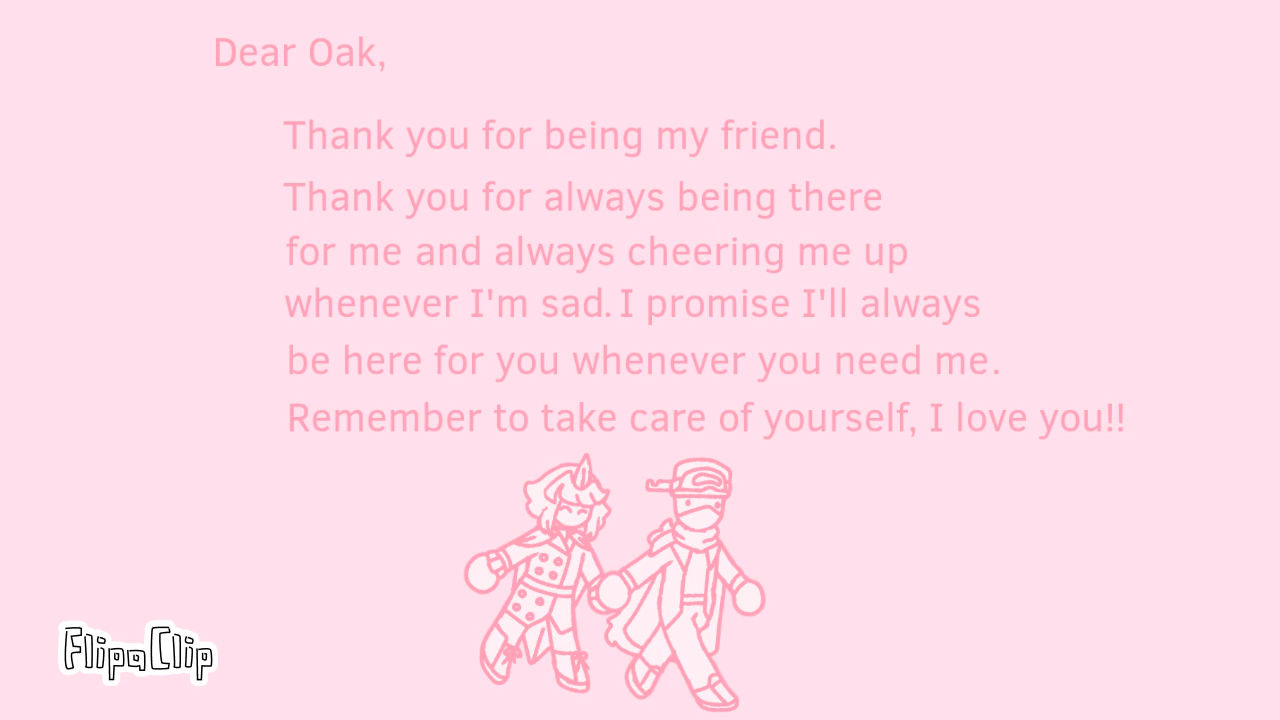 Dear Oak,
Thank you for being my friend.
Thank you for always being there
for me and always cheering me up
whenever I'm sad. I promise I'll always
be here for you whenever you need me.
Remember to take care of yourself, I love you!!
FlipaClip